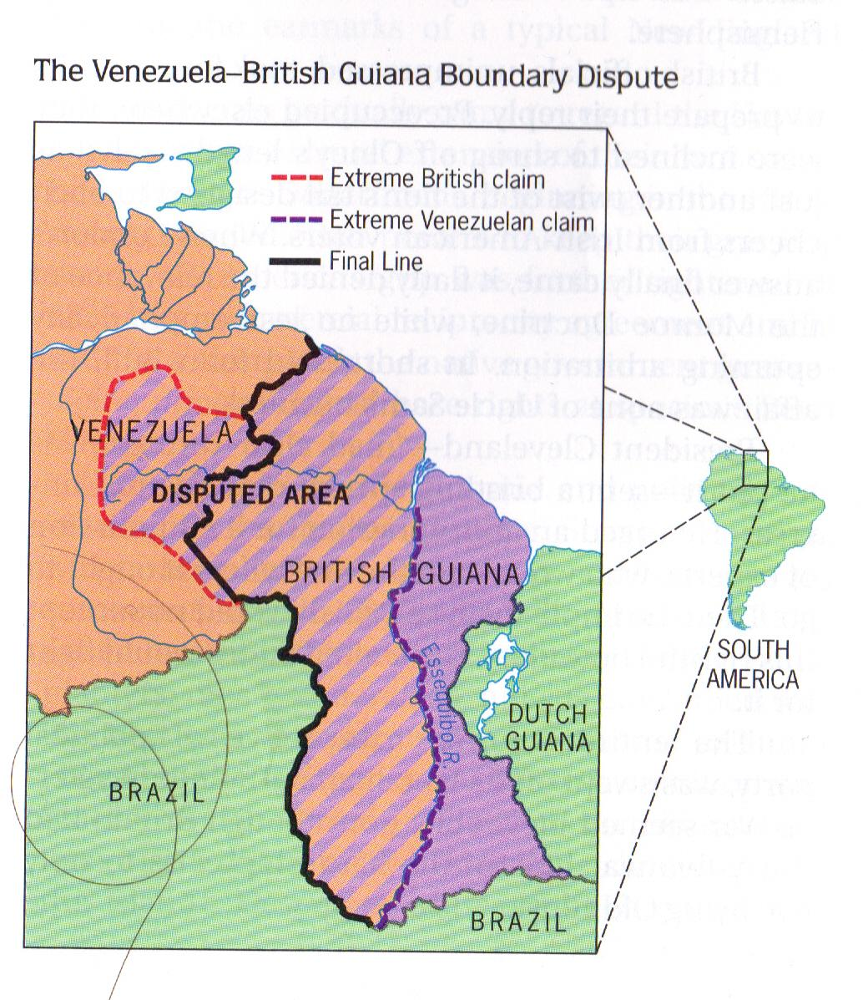 The Venezuela–British Guiana Boundary Dispute
Extreme British claim
Extreme Venezuelan claim
Final Line
VENEZUELA
DISPUTED AREA
BRITISH GUIANA
Essequibo R.
SOUTH
AMERICA
DUTCH
GUIANA
BRAZIL
BRAZIL